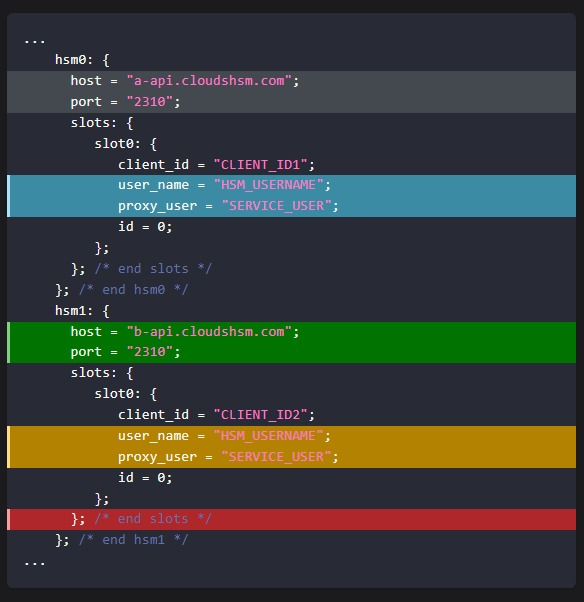 ...
    hsm0: {
      host = "a-api.cloudshsm.com";
      port = "2310";
      slots: {
         slot0: {
            client_id = "CLIENT_ID1";
            user_name = "HSM_USERNAME";
            proxy_user = "SERVICE_USER";
            id = 0;
         };
      }; /* end slots */
    }; /* end hsm0 */
    hsm1: {
      host = "b-api.cloudshsm.com";
      port = "2310";
      slots: {
         slot0: {
            client_id = "CLIENT_ID2";
            user_name = "HSM_USERNAME";
            proxy_user = "SERVICE_USER";
            id = 0;
         };
      }; /* end slots */
    }; /* end hsm1 */
...